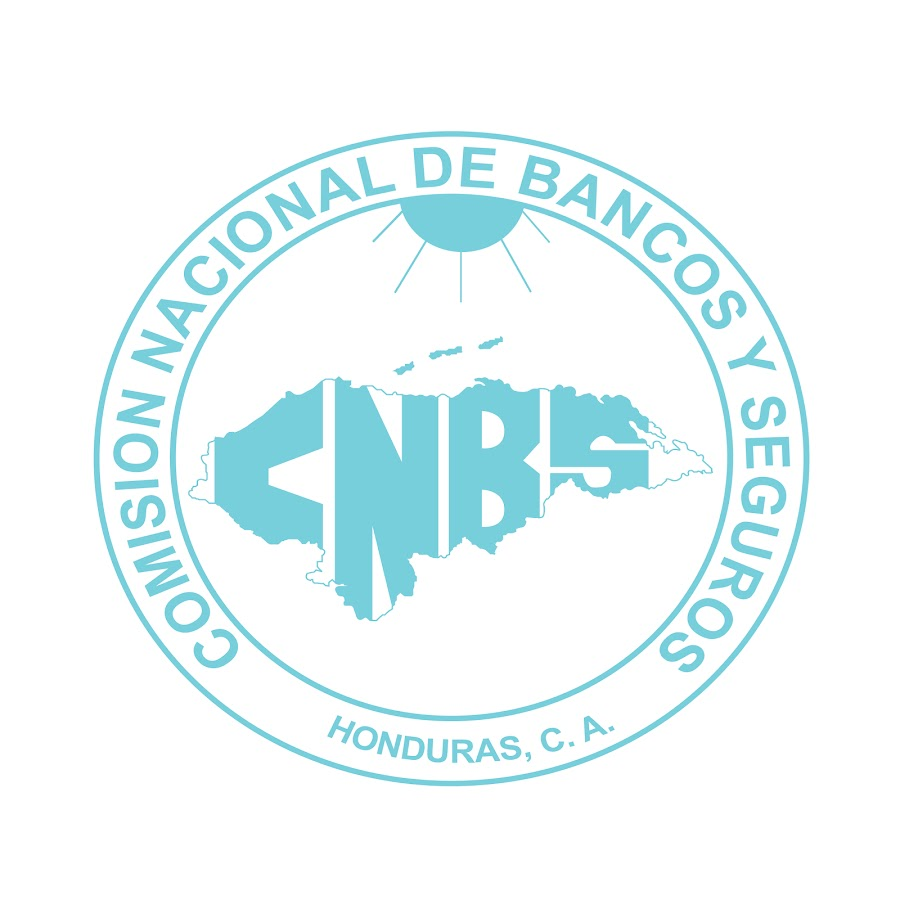 COMISION NACIONAL DE BANCOS Y SEGUROS
CNBS
HONDURAS, C. A.